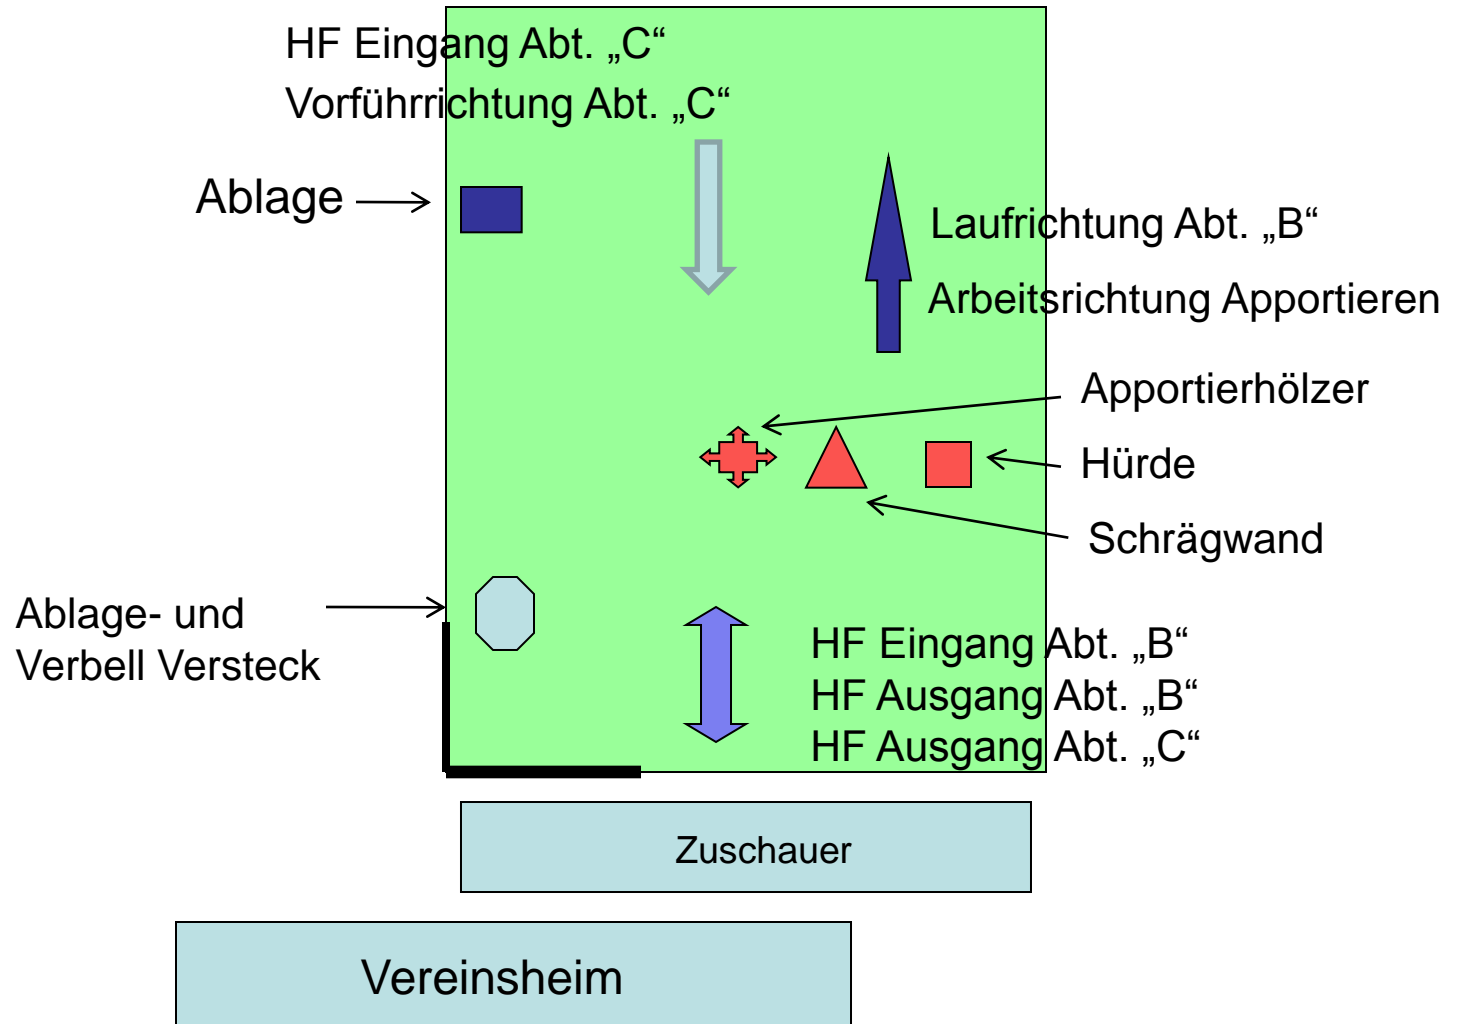 HF Eingang Abt. „C“
Vorführrichtung Abt. „C“
Ablage
Laufrichtung Abt. „B“
Arbeitsrichtung Apportieren
Apportierhölzer
Hürde
Schrägwand
Ablage- und
Verbell Versteck
HF Eingang Abt. „B“
HF Ausgang Abt. „B“
HF Ausgang Abt. „C“
Zuschauer
Vereinsheim